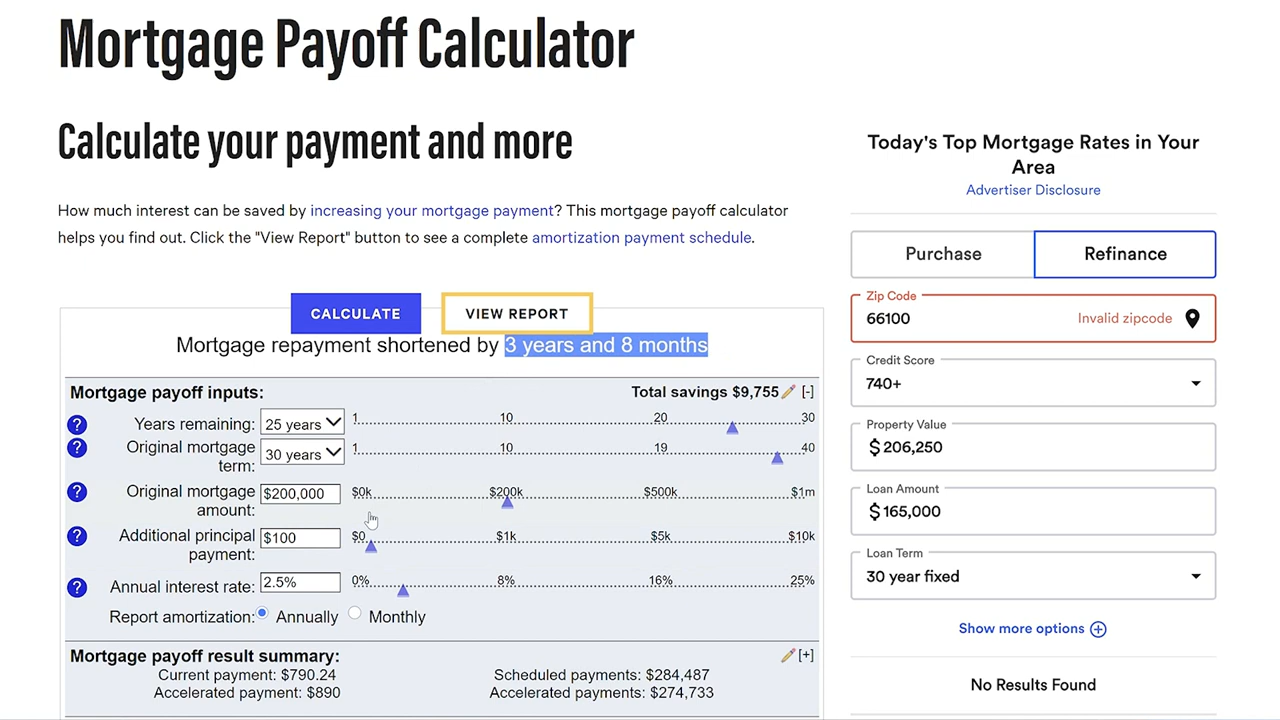 Mortgage Payoff Calculator
Calculate your payment and more
How much interest can be saved by increasing your mortgage payment? This mortgage payoff calculator
helps you find out. Click the "View Report" button to see a complete amortization payment schedule.
CALCULATE
VIEW REPORT
Mortgage repayment shortened by 3 years and 8 months
Mortgage payoff inputs:
Total savings $9,755 [-]
? Years remaining: 25 years 1 10 20 30
? Original mortgage
term: 30 years 1 10 19 40
? Original mortgage
amount: $200,000 $0k $200k $500k $1m
? Additional principal
payment: $100 $0 $1k $5k $10k
? Annual interest rate: 2.5% 0% 8% 16% 25%
Report amortization: Annually Monthly
Mortgage payoff result summary: [+]
Current payment: $790.24 Scheduled payments: $284,487
Accelerated payment: $890 Accelerated payments: $274,733
Today's Top Mortgage Rates in Your
Area
Advertiser Disclosure
Purchase
Refinance
Zip Code
66100 Invalid zipcode
Credit Score
740+
Property Value
$ 206,250
Loan Amount
$ 165,000
Loan Term
30 year fixed
Show more options
No Results Found